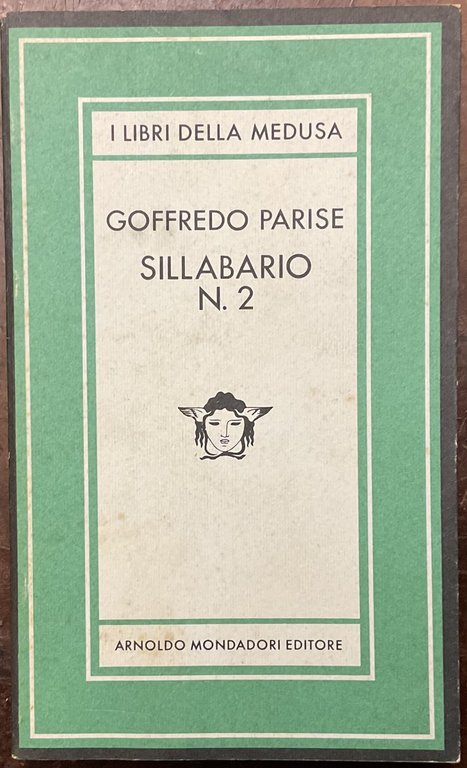 I LIBRI DELLA MEDUSA
GOFFREDO PARISE
SILLABARIO
N. 2
ARNOLDO MONDADORI EDITORE